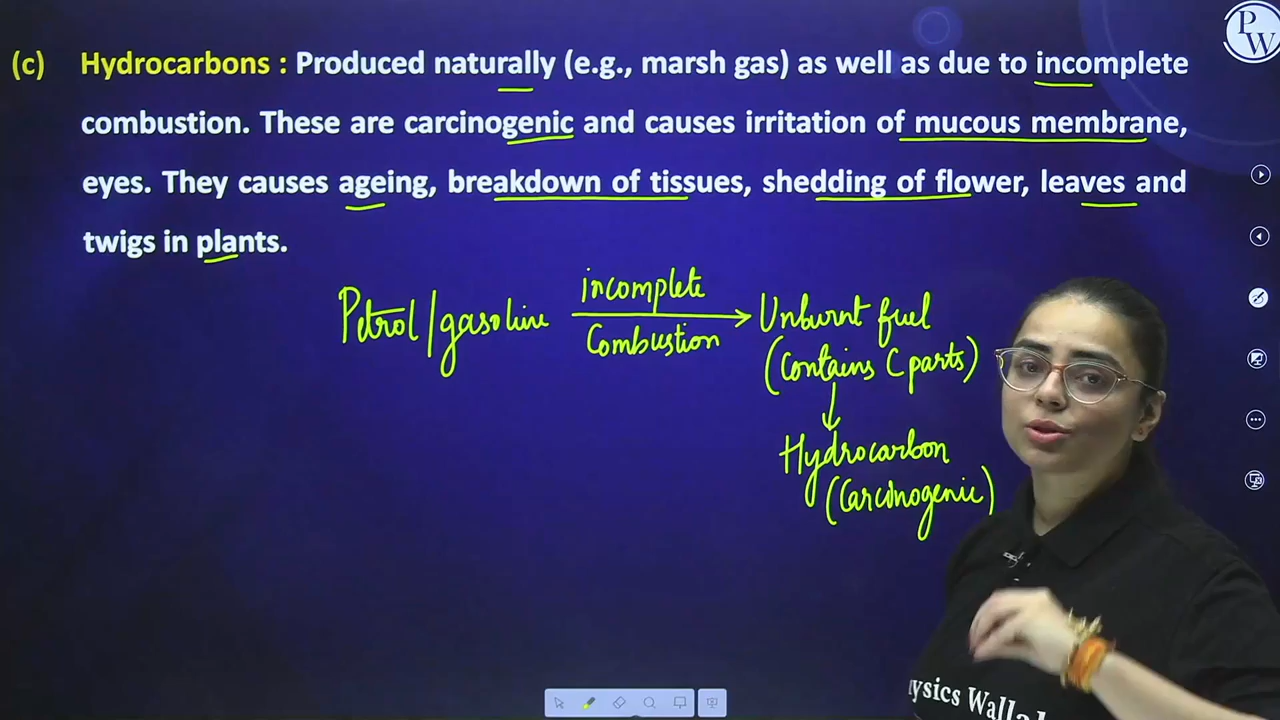 PW
(c) Hydrocarbons : Produced naturally (e.g., marsh gas) as well as due to incomplete
combustion. These are carcinogenic and causes irritation of mucous membrane,
eyes. They causes ageing, breakdown of tissues, shedding of flower, leaves and
twigs in plants.
Petrol/gasoline incomplete Combustion Unburnt fuel
(Contains C parts)
Hydrocarbon
(Carcinogenic)
ysics Walla